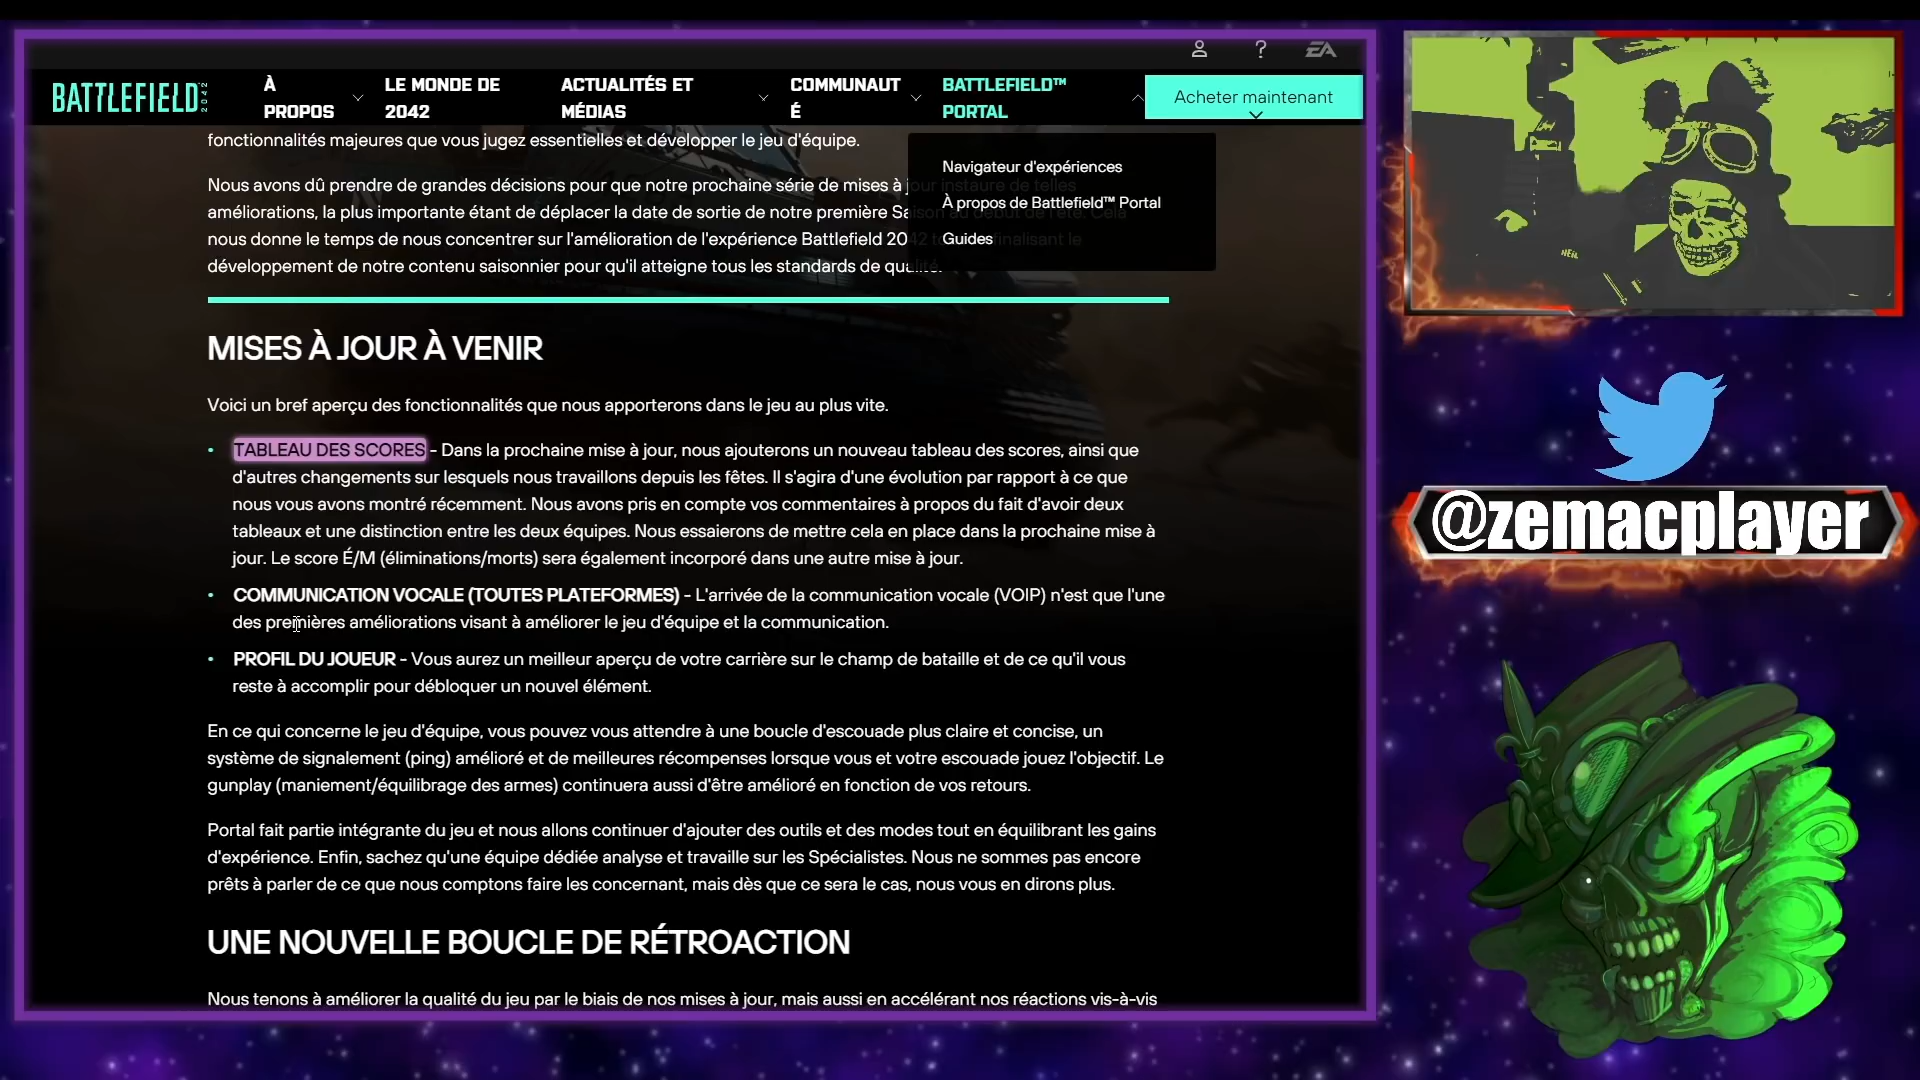 BATTLEFIELD 2042
À PROPOS
LE MONDE DE 2042
ACTUALITÉS ET MÉDIAS
COMMUNAUTÉ
BATTLEFIELD™ PORTAL
EA
Acheter maintenant
Navigateur d'expériences
À propos de Battlefield™ Portal
Guides
fonctionnalités majeures que vous jugez essentielles et développer le jeu d'équipe.
Nous avons dû prendre de grandes décisions pour que notre prochaine série de mises à jour instaure de telles
améliorations, la plus importante étant de déplacer la date de sortie de notre première Saison au début de l'été. Cela
nous donne le temps de nous concentrer sur l'amélioration de l'expérience Battlefield 2042 finalisant le
développement de notre contenu saisonnier pour qu'il atteigne tous les standards de qualité.
MISES À JOUR À VENIR
Voici un bref aperçu des fonctionnalités que nous apporterons dans le jeu au plus vite.
• TABLEAU DES SCORES - Dans la prochaine mise à jour, nous ajouterons un nouveau tableau des scores, ainsi que
d'autres changements sur lesquels nous travaillons depuis les fêtes. Il s'agira d'une évolution par rapport à ce que
nous vous avons montré récemment. Nous avons pris en compte vos commentaires à propos du fait d'avoir deux
tableaux et une distinction entre les deux équipes. Nous essaierons de mettre cela en place dans la prochaine mise à
jour. Le score É/M (éliminations/morts) sera également incorporé dans une autre mise à jour.
• COMMUNICATION VOCALE (TOUTES PLATEFORMES) - L'arrivée de la communication vocale (VOIP) n'est que l'une
des premières améliorations visant à améliorer le jeu d'équipe et la communication.
• PROFIL DU JOUEUR - Vous aurez un meilleur aperçu de votre carrière sur le champ de bataille et de ce qu'il vous
reste à accomplir pour débloquer un nouvel élément.
En ce qui concerne le jeu d'équipe, vous pouvez vous attendre à une boucle d'escouade plus claire et concise, un
système de signalement (ping) amélioré et de meilleures récompenses lorsque vous et votre escouade jouez l'objectif. Le
gunplay (maniement/équilibrage des armes) continuera aussi d'être amélioré en fonction de vos retours.
Portal fait partie intégrante du jeu et nous allons continuer d'ajouter des outils et des modes tout en équilibrant les gains
d'expérience. Enfin, sachez qu'une équipe dédiée analyse et travaille sur les Spécialistes. Nous ne sommes pas encore
prêts à parler de ce que nous comptons faire les concernant, mais dès que ce sera le cas, nous vous en dirons plus.
UNE NOUVELLE BOUCLE DE RÉTROACTION
Nous tenons à améliorer la qualité du jeu par le biais de nos mises à jour, mais aussi en accélérant nos réactions vis-à-vis
@zemacplayer